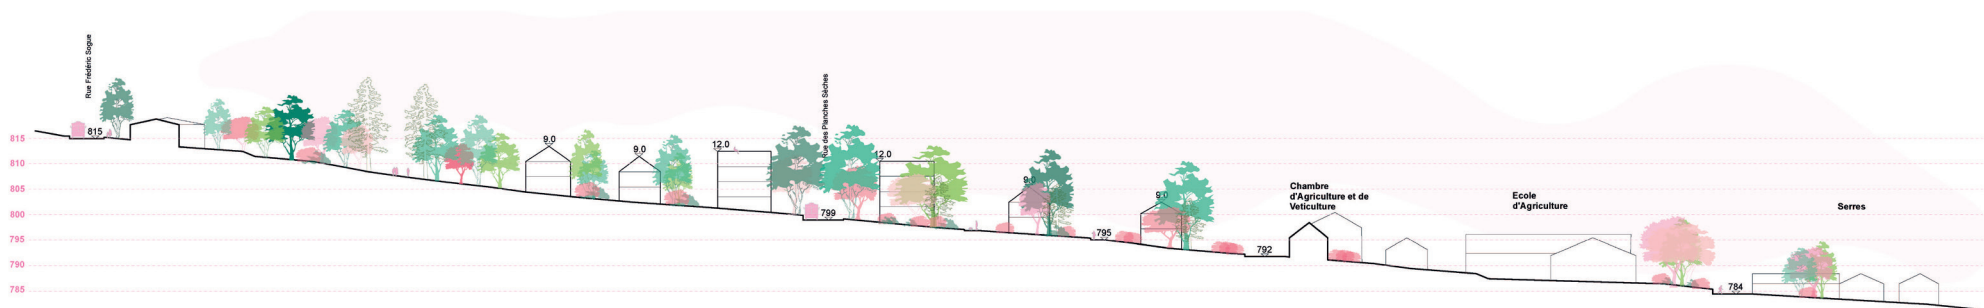 Rue Frédéric Sogue
815
9.0
9.0
12.0
Rue des Planches Sèches
799
12.0
9.0
795
9.0
792
Chambre
d'Agriculture et de
Veticulture
Ecole
d'Agriculture
Serres
784
815
810
805
800
795
790
785